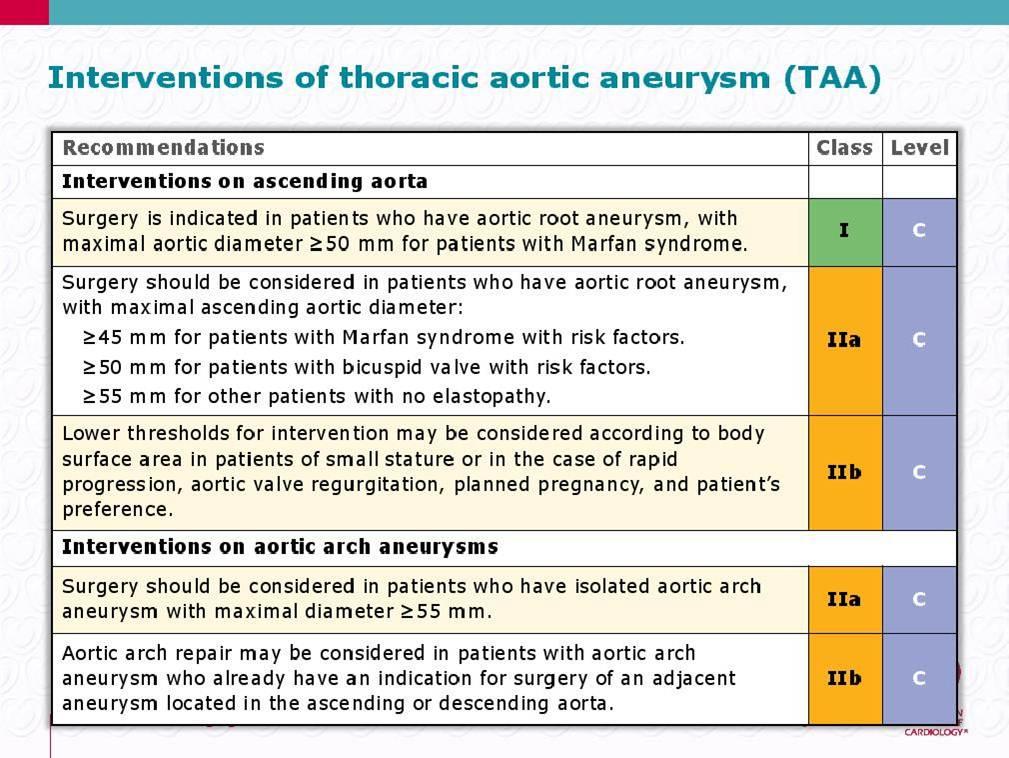 Interventions of thoracic aortic aneurysm (TAA)
Recommendations Class Level
Interventions on ascending aorta
Surgery is indicated in patients who have aortic root aneurysm, with
maximal aortic diameter ≥50 mm for patients with Marfan syndrome.
I C
Surgery should be considered in patients who have aortic root aneurysm,
with maximal ascending aortic diameter:
≥45 mm for patients with Marfan syndrome with risk factors.
≥50 mm for patients with bicuspid valve with risk factors.
≥55 mm for other patients with no elastopathy.
IIa C
Lower thresholds for intervention may be considered according to body
surface area in patients of small stature or in the case of rapid
progression, aortic valve regurgitation, planned pregnancy, and patient's
preference.
IIb C
Interventions on aortic arch aneurysms
Surgery should be considered in patients who have isolated aortic arch
aneurysm with maximal diameter ≥55 mm.
IIa C
Aortic arch repair may be considered in patients with aortic arch
aneurysm who already have an indication for surgery of an adjacent
aneurysm located in the ascending or descending aorta.
IIb C
CARDIOLOGY®